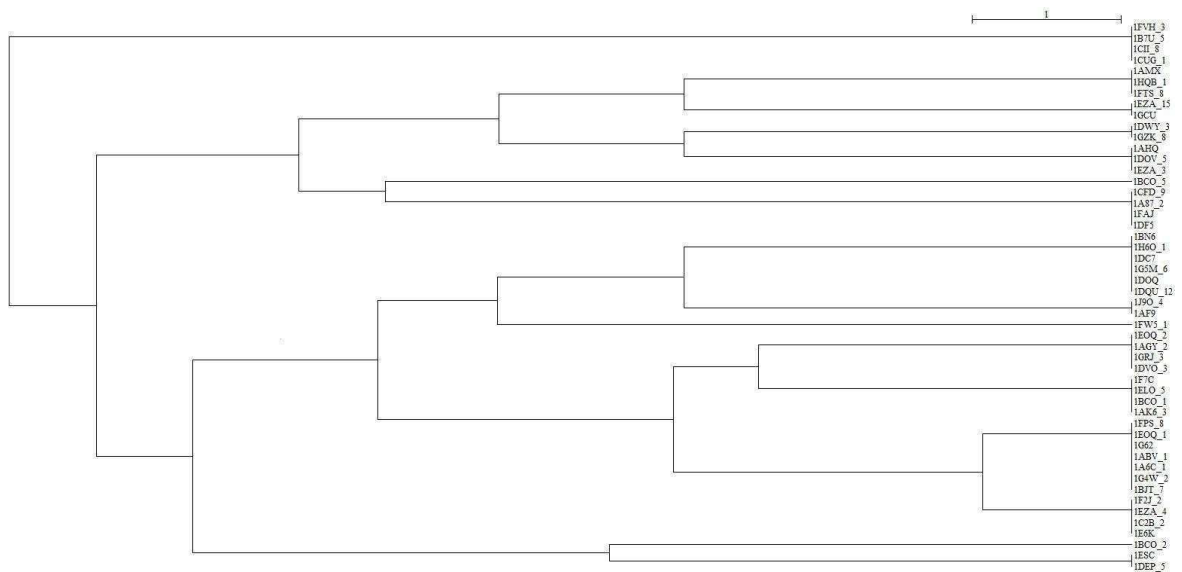 1
1FVH_3
1B7U_5
1CII_8
1CUG_1
1AMX
1HQB_1
1FTS_8
1EZA_15
1GCU
1DWY_3
1GZK_8
1AHQ
1DOV_5
1EZA_3
1BCO_5
1CFD_9
1A87_2
1FAJ
1DF5
1BN6
1H6O_1
1DC7
1G5M_6
1DOQ
1DQU_12
1J9O_4
1AF9
1FW5_1
1EOQ_2
1AGY_2
1GRJ_3
1DVO_3
1F7C
1ELO_5
1BCO_1
1AK6_3
1FPS_8
1EOQ_1
1G62
1ABV_1
1A6C_1
1G4W_2
1BJT_7
1F2J_2
1EZA_4
1C2B_2
1E6K
1BCO_2
1ESC
1DEP_5